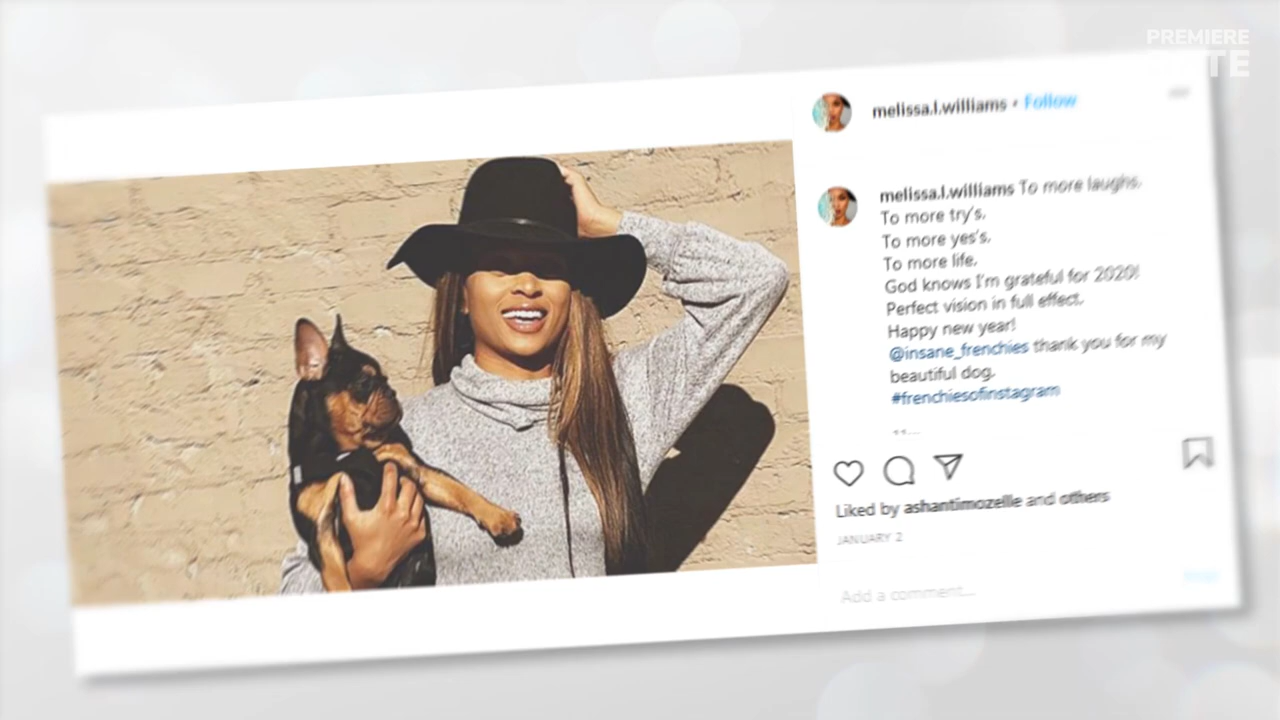 PREMIERE
melissa.l.williams • Follow
melissa.l.williams To more laughs.
To more try's.
To more yes's.
To more life.
God knows I'm grateful for 2020!
Perfect vision in full effect.
Happy new year!
@insane_frenchies thank you for my
beautiful dog.
#frenchiesofinstagram
Liked by ashantimozelle and others
JANUARY 2
Add a comment...